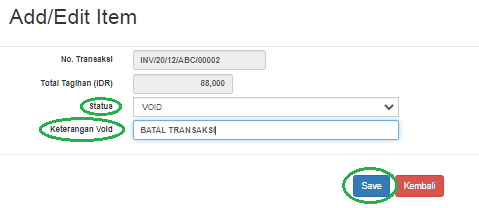 Add/Edit Item
No. Transaksi INV/20/12/ABC/00002
Total Tagihan (IDR) 88,000
Status VOID
Keterangan Void BATAL TRANSAKSI
Save Kembali